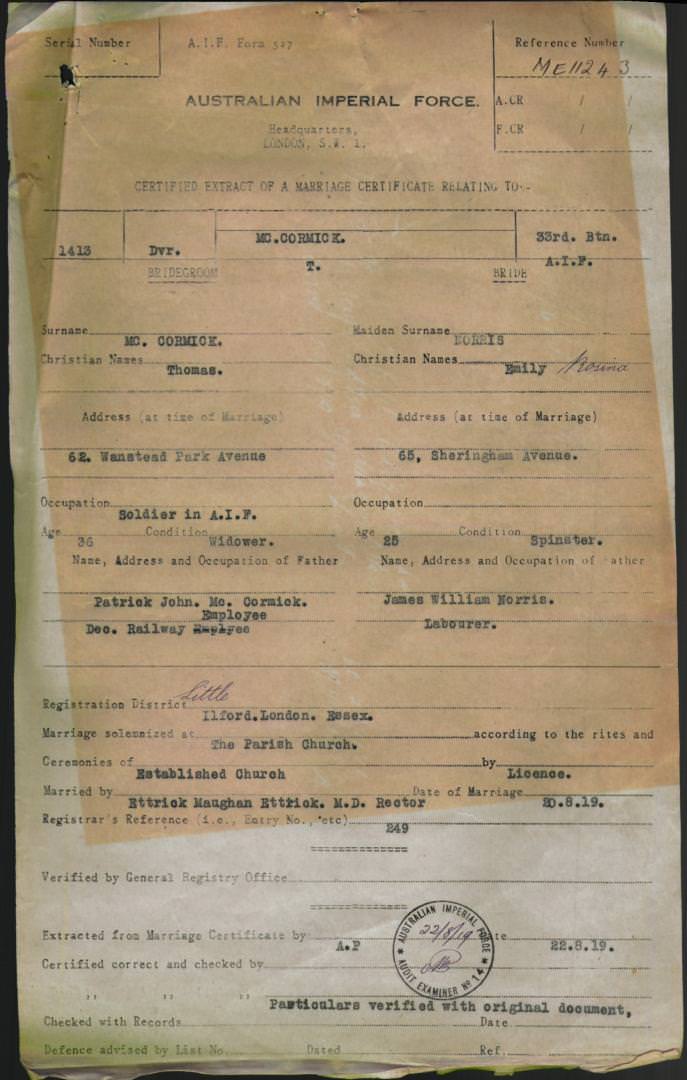 Serial Number
A.I.F. Form 527
Reference Number
ME11243
AUSTRALIAN IMPERIAL FORCE.
A.CR / /
Headquarters,
F.CR / /
LONDON, S.W. 1.
CERTIFIED EXTRACT OF A MARRIAGE CERTIFICATE RELATING TO:-
1413 Dvr. MC.CORMICK. 33rd. Btn.
T. A.I.F.
BRIDEGROOM BRIDE
Surname MC. CORMICK. Maiden Surname NORRIS
Christian Names Thomas. Christian Names Emily Rosina
Address (at time of Marriage) Address (at time of Marriage)
62. Wanstead Park Avenue 65, Sheringham Avenue.
Occupation Soldier in A.I.F. Occupation
Age 36 Condition Widower. Age 25 Condition Spinster.
Name, Address and Occupation of Father Name, Address and Occupation of Father
Patrick John. Mc. Cormick. James William Norris.
Employee
Dec. Railway Emplyee Labourer.
Little
Registration District Ilford.London. Essex.
Marriage solemnized at The Parish Church. according to the rites and
Ceremonies of Established Church by Licence.
Married by Ettrick Maughan Ettrick. M.D. Rector Date of Marriage 20.8.19.
Registrar's Reference (i.e., Entry No., etc) 249
Verified by General Registry Office
Extracted from Marriage Certificate by A.P Date 22.8.19.
AUSTRALIAN IMPERIAL FORCE
22/8/19
AUDIT EXAMINER No 14
Certified correct and checked by
,, ,, ,, Particulars verified with original document,
Checked with Records Date
Defence advised by List No. Dated Ref.